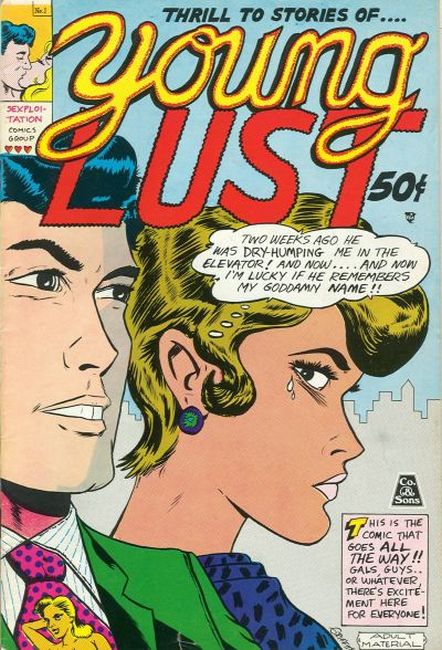 THRILL TO STORIES OF....
No.1
young
LUST
SEXPLOI-
TATION
COMICS
GROUP
50¢
TWO WEEKS AGO HE
WAS DRY-HUMPING ME IN THE
ELEVATOR! AND NOW.... AND NOW
I'M LUCKY IF HE REMEMBERS
MY GODDAMN NAME!!
Co.
& Sons
THIS IS THE
COMIC THAT
GOES ALL
THE WAY!!
GALS, GUYS..
OR WHATEVER,
THERE'S EXCITE-
MENT HERE
FOR EVERYONE!
ADULT
MATERIAL